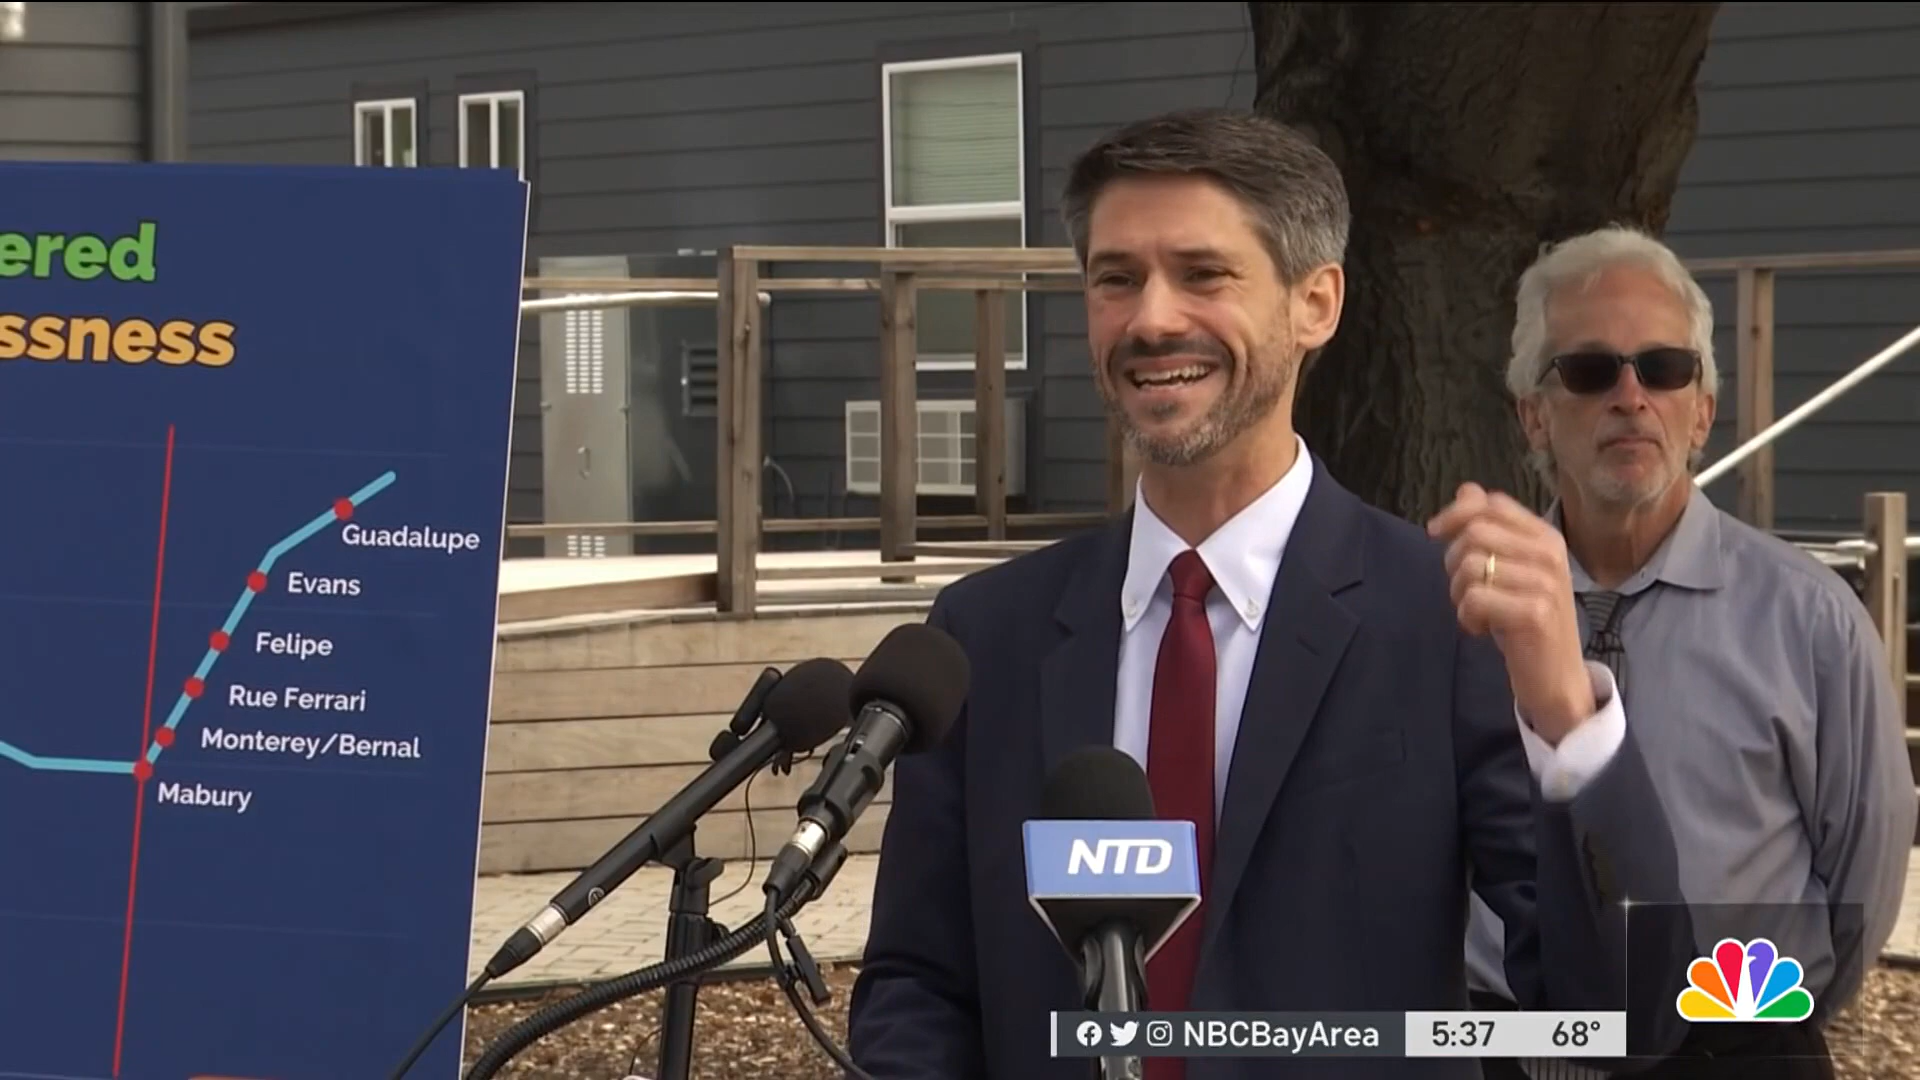 ered
ssness
Guadalupe
Evans
Felipe
Rue Ferrari
Monterey/Bernal
Mabury
NTD
NBCBayArea 5:37 68°